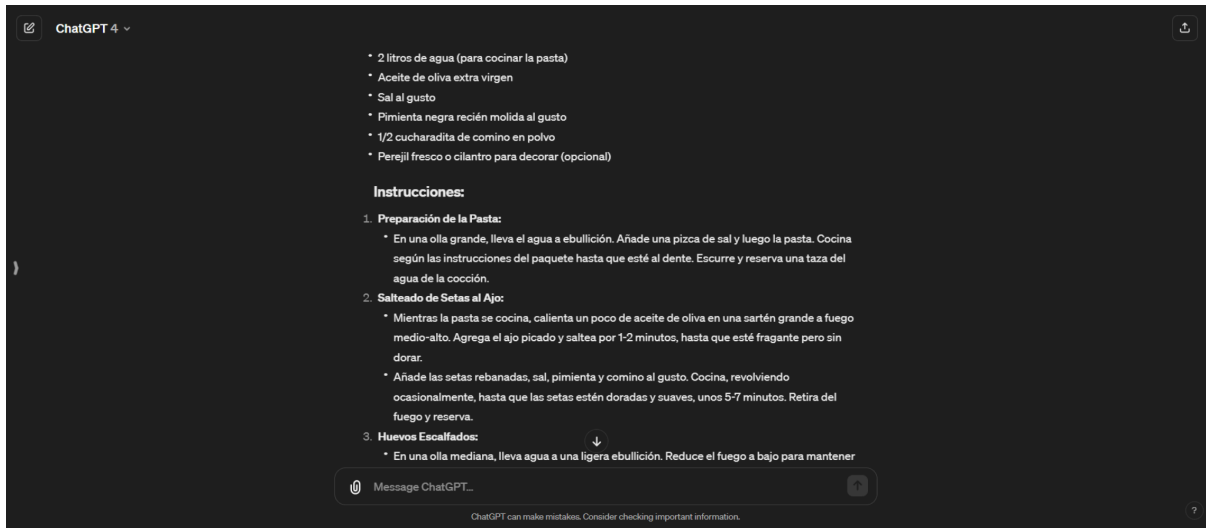 ChatGPT 4
• 2 litros de agua (para cocinar la pasta)
• Aceite de oliva extra virgen
• Sal al gusto
• Pimienta negra recién molida al gusto
• 1/2 cucharadita de comino en polvo
• Perejil fresco o cilantro para decorar (opcional)
Instrucciones:
1. Preparación de la Pasta:
• En una olla grande, lleva el agua a ebullición. Añade una pizca de sal y luego la pasta. Cocina
según las instrucciones del paquete hasta que esté al dente. Escurre y reserva una taza del
agua de la cocción.
2. Salteado de Setas al Ajo:
• Mientras la pasta se cocina, calienta un poco de aceite de oliva en una sartén grande a fuego
medio-alto. Agrega el ajo picado y saltea por 1-2 minutos, hasta que esté fragante pero sin
dorar.
• Añade las setas rebanadas, sal, pimienta y comino al gusto. Cocina, revolviendo
ocasionalmente, hasta que las setas estén doradas y suaves, unos 5-7 minutos. Retira del
fuego y reserva.
3. Huevos Escalfados:
• En una olla mediana, lleva agua a una ligera ebullición. Reduce el fuego a bajo para mantener
Message ChatGPT...
ChatGPT can make mistakes. Consider checking important information.
?